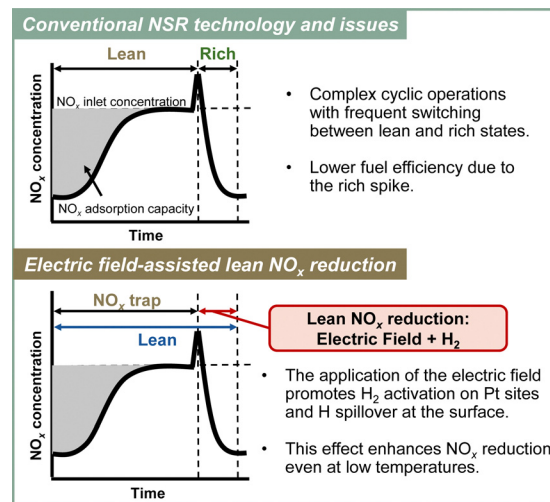 Conventional NSR technology and issues
Lean
Rich
NOx inlet concentration
NOx adsorption capacity
NOx concentration
Time
• Complex cyclic operations
with frequent switching
between lean and rich states.
• Lower fuel efficiency due to
the rich spike.
Electric field-assisted lean NOx reduction
NOx trap
Lean
NOx concentration
Time
Lean NOx reduction:
Electric Field + H2
• The application of the electric field
promotes H2 activation on Pt sites
and H spillover at the surface.
• This effect enhances NOx reduction
even at low temperatures.